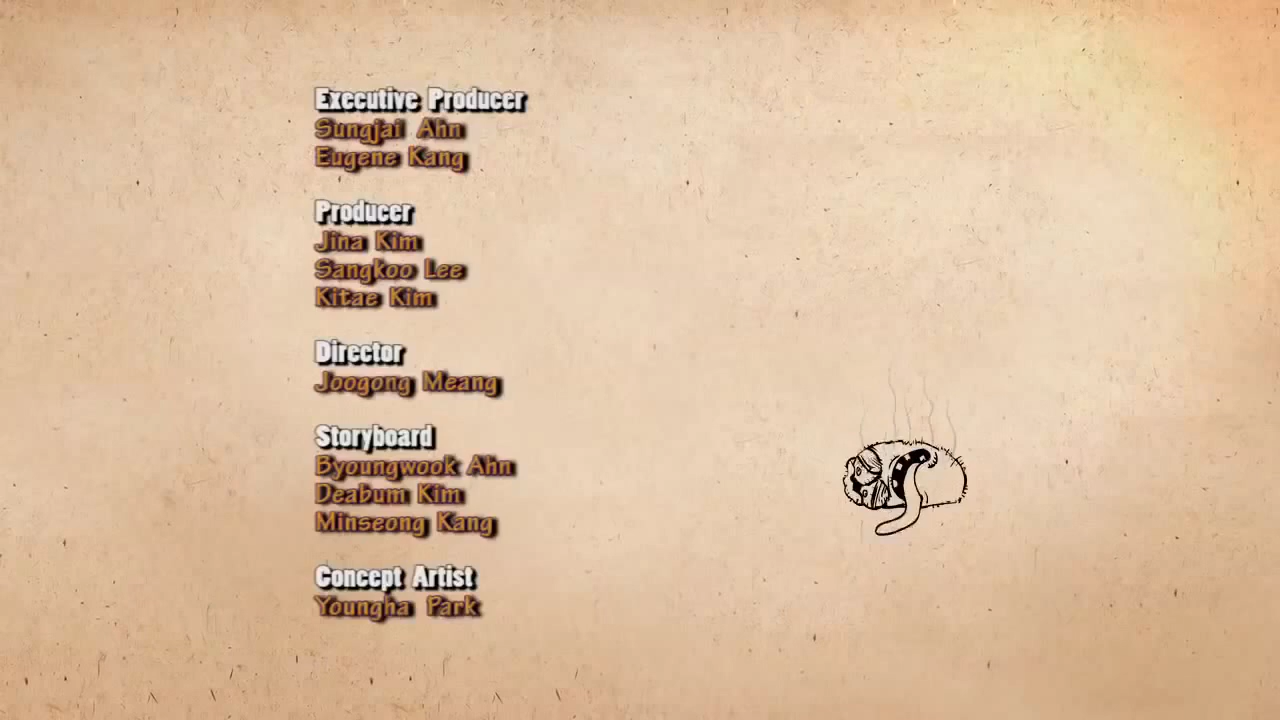 Executive Producer
Sungjai Ahn
Eugene Kang
Producer
Jina Kim
Sangkoo Lee
Kitae Kim
Director
Joogong Meang
Storyboard
Byoungwook Ahn
Deabum Kim
Minseong Kang
Concept Artist
Youngha Park